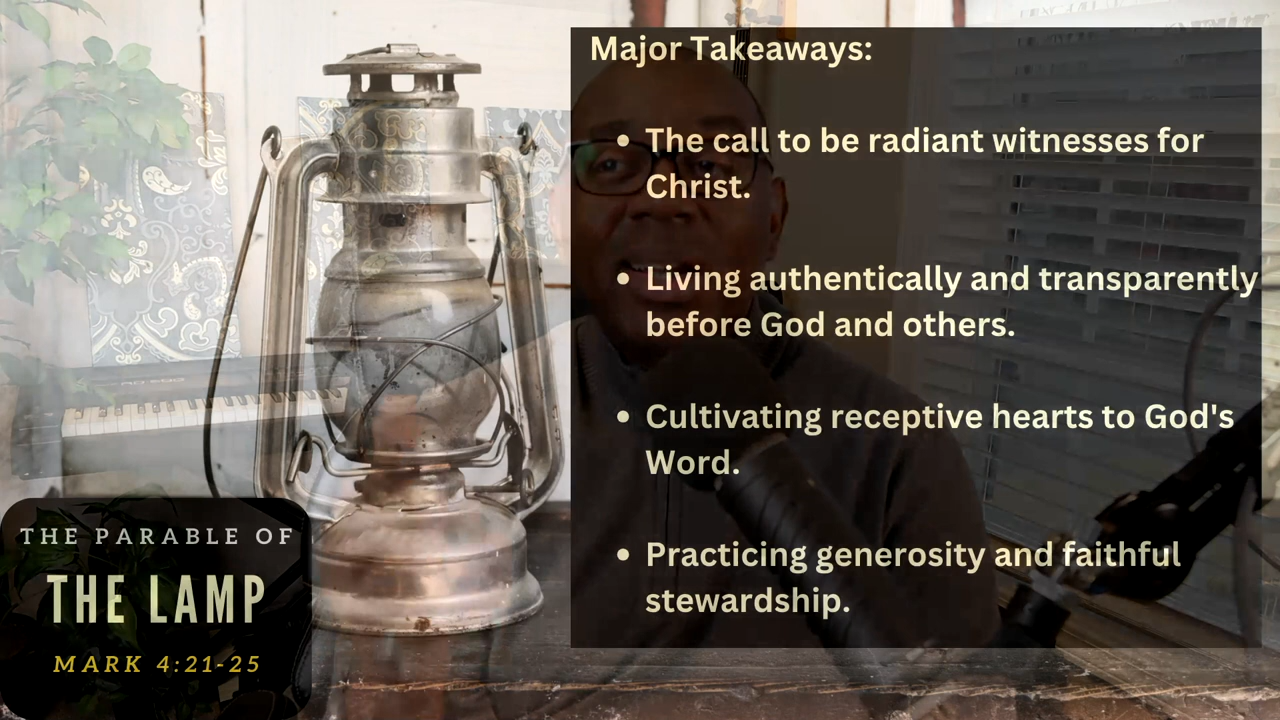 Major Takeaways:
• The call to be radiant witnesses for
Christ.
• Living authentically and transparently
before God and others.
• Cultivating receptive hearts to God's
Word.
• Practicing generosity and faithful
stewardship.
THE PARABLE OF
THE LAMP
MARK 4:21-25